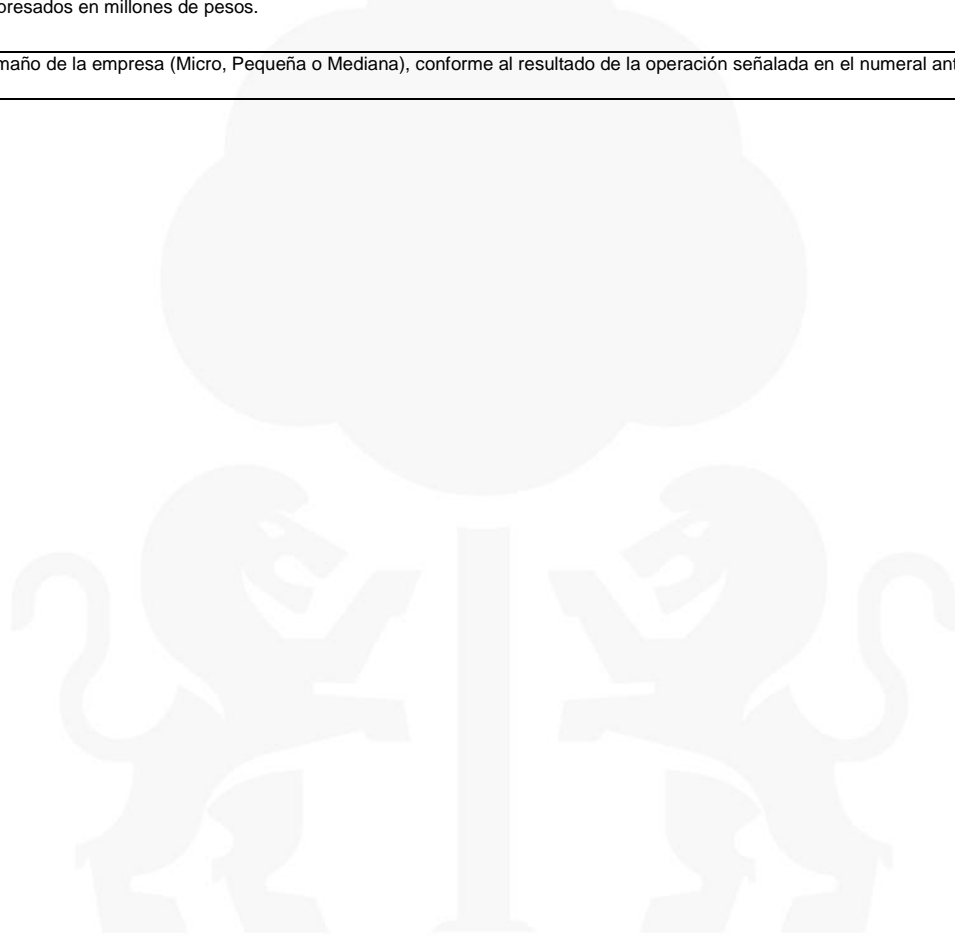 presados en millones de pesos.
maño de la empresa (Micro, Pequeña o Mediana), conforme al resultado de la operación señalada en el numeral ant